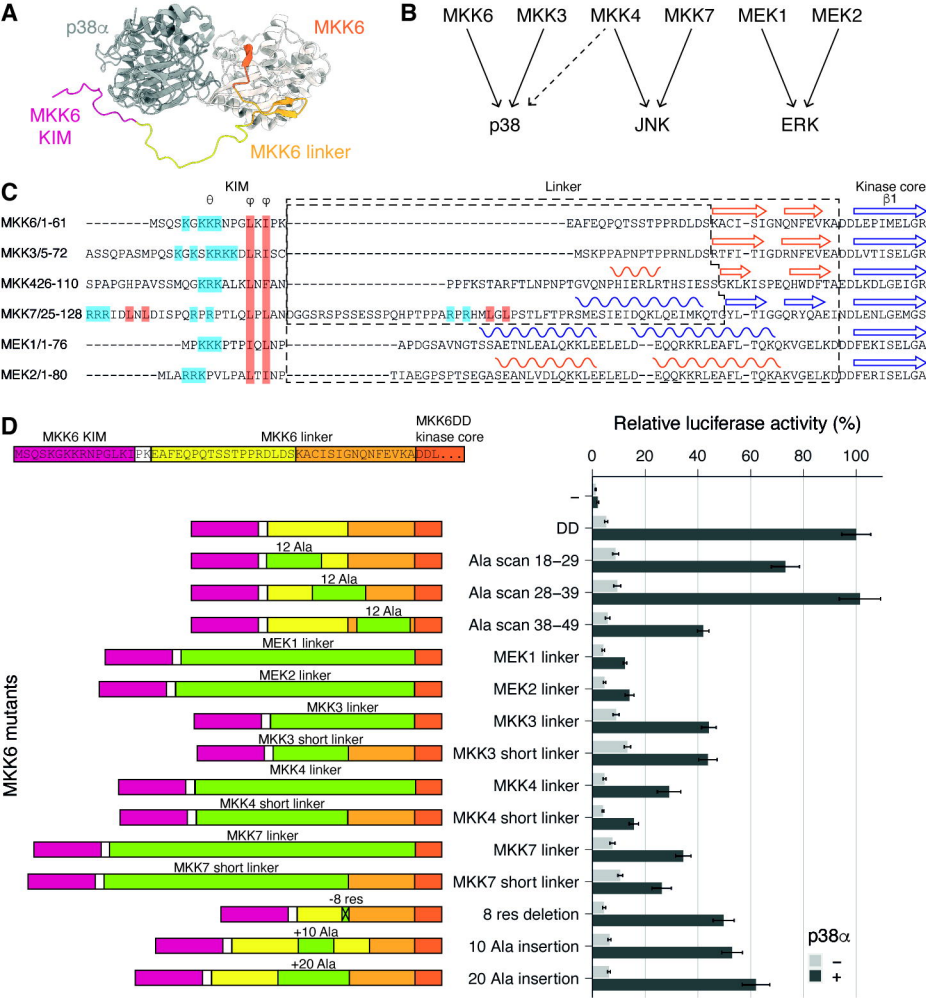 A
p38α
MKK6
MKK6
KIM
MKK6 linker
B
MKK6 MKK3 MKK4 MKK7 MEK1 MEK2
p38 JNK ERK
C
KIM Linker Kinase core
θ φ φ β1
MKK6/1-61 --------MSQSKGKKRNPGLKIPK----------------------------------EAFEQPQTSSTPPRDLDSKACISIGNQNFEVKADDLEPIMELGR
MKK3/5-72 ASSQPASMPQSKGKSKRKKDLRISC----------------------------------MSKPPAPNPTPPRNLDSRTFITIGDRNFEVEADDLVTISELGR
MKK426-110 SPAPGHPAVSSMQGKRKALKLNFAN--------------------PPFKSTARFTLNPNPTGVQNPHIERLRTHSIESSGKLKISPEQHWDFTAEDLKDLGEIGR
MKK7/25-128 RRRIDLNLDISPQRPRPTLQLPLANDGGSRSPSSESSPQHPTPPARPRHMLGLPSTLFTPRSMESIEIDQKLQEIMKQTGYLTIGGQRYQAEINDLENLGEMGS
MEK1/1-76 ------------MPKKKPTPIQLNP--------------APDGSAVNGTSSAETNLEALQKKLEELELD--EQQRKRLEAFLTQKQKVGELKDDDFEKISELGA
MEK2/1-80 ---------MLARRKPVLPALTINP-------------TIAEGPSPTSEGASEANLVDLQKKLEELELD--EQQKKRLEAFLTQKAKVGELKDDDFERISELGA
D
MKK6 KIM MKK6 linker MKK6DD
kinase core
MSQSKGKKRNPGLKIPKEAFEQPQTSSTPPRDLDSKACISIGNQNFEVKADDL...
Relative luciferase activity (%)
0 20 40 60 80 100
–
DD
12 Ala
Ala scan 18–29
12 Ala
Ala scan 28–39
12 Ala
Ala scan 38–49
MEK1 linker
MEK1 linker
MEK2 linker
MEK2 linker
MKK3 linker
MKK3 linker
MKK3 short linker
MKK3 short linker
MKK4 linker
MKK4 linker
MKK4 short linker
MKK4 short linker
MKK7 linker
MKK7 linker
MKK7 short linker
MKK7 short linker
-8 res
8 res deletion
+10 Ala
10 Ala insertion
+20 Ala
20 Ala insertion
MKK6 mutants
p38α
–
+